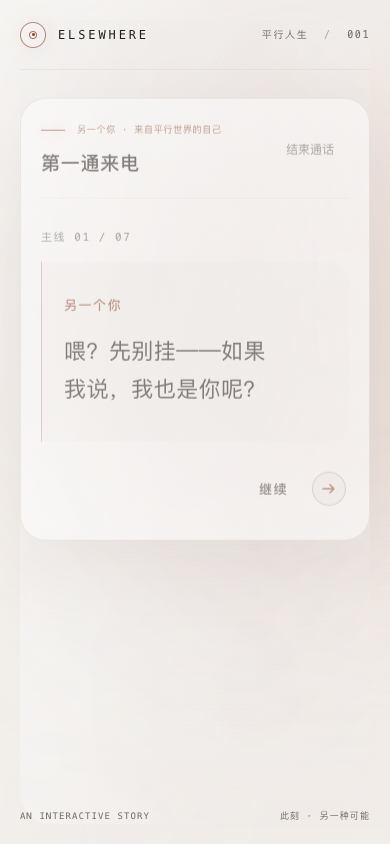 ELSEWHERE
平行人生 / 001
另一个你 · 来自平行世界的自己
第一通来电
结束通话
主线 01 / 07
另一个你
喂？先别挂——如果
我说，我也是你呢？
继续
AN INTERACTIVE STORY
此刻 · 另一种可能